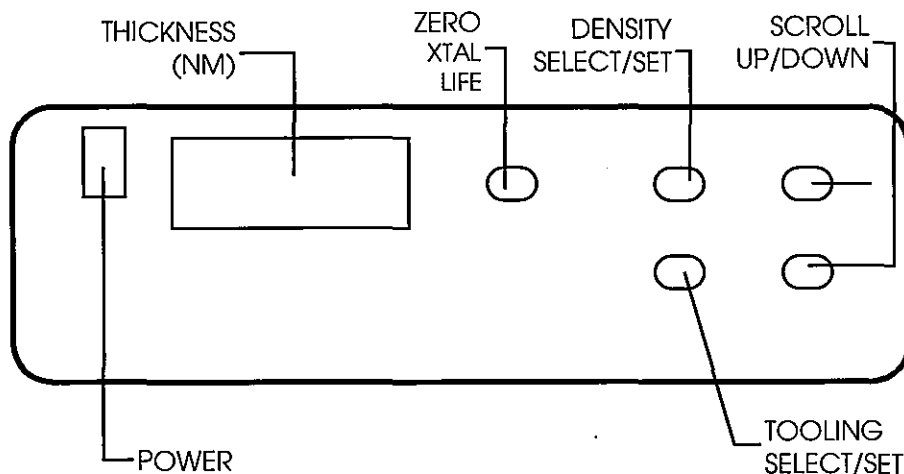 THICKNESS
(NM)
ZERO
XTAL
LIFE
DENSITY
SELECT/SET
SCROLL
UP/DOWN
POWER
TOOLING
SELECT/SET